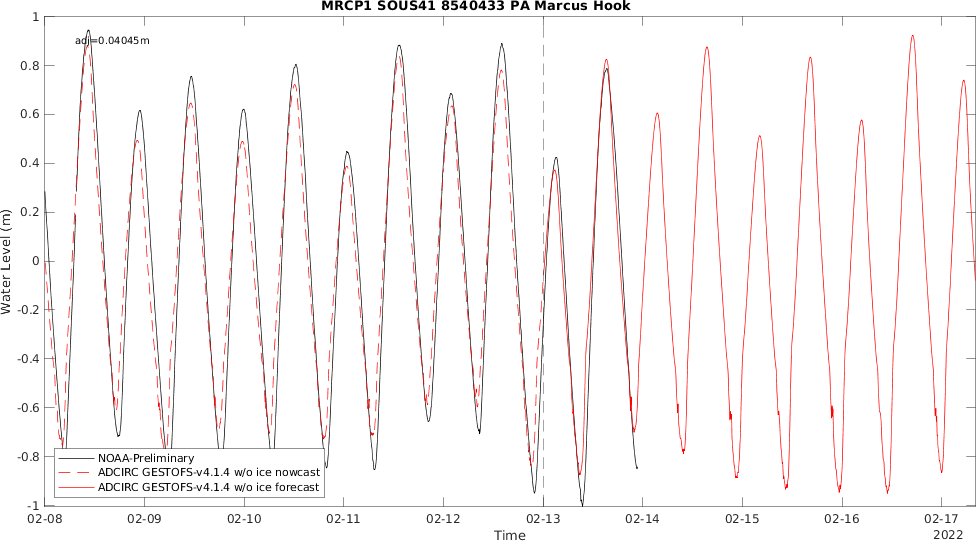 MRCP1 SOUS41 8540433 PA Marcus Hook
1
0.8
0.6
0.4
0.2
0
-0.2
-0.4
-0.6
-0.8
-1
Water Level (m)
adj=0.04045m
NOAA-Preliminary
ADCIRC GESTOFS-v4.1.4 w/o ice nowcast
ADCIRC GESTOFS-v4.1.4 w/o ice forecast
02-08 02-09 02-10 02-11 02-12 02-13 02-14 02-15 02-16 02-17
Time
2022